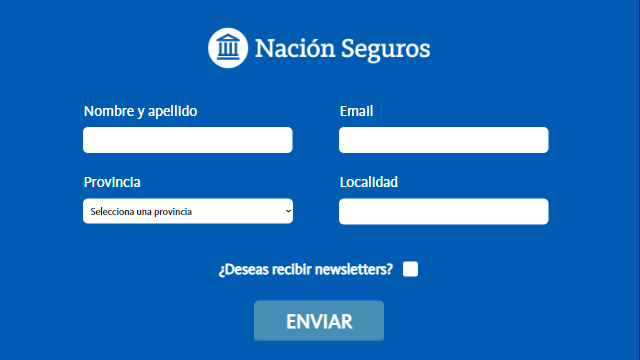 Nación Seguros
Nombre y apellido
Email
Provincia
Localidad
Selecciona una provincia
¿Deseas recibir newsletters?
ENVIAR